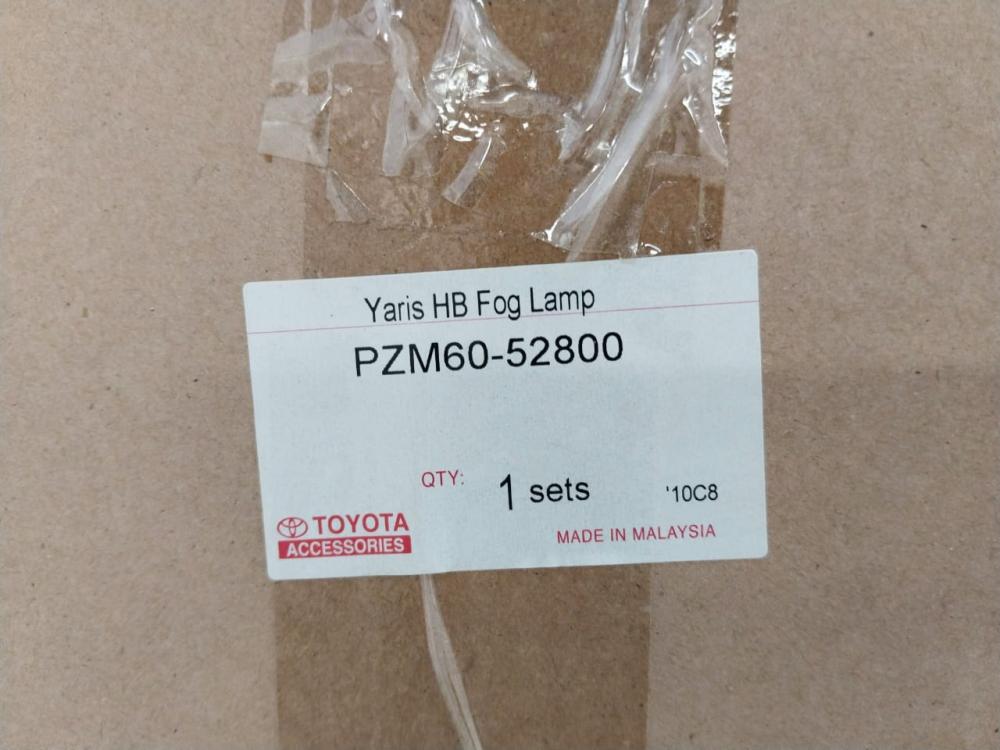 Yaris HB Fog Lamp
PZM60-52800
QTY: 1 sets '10C8
TOYOTA
ACCESSORIES
MADE IN MALAYSIA